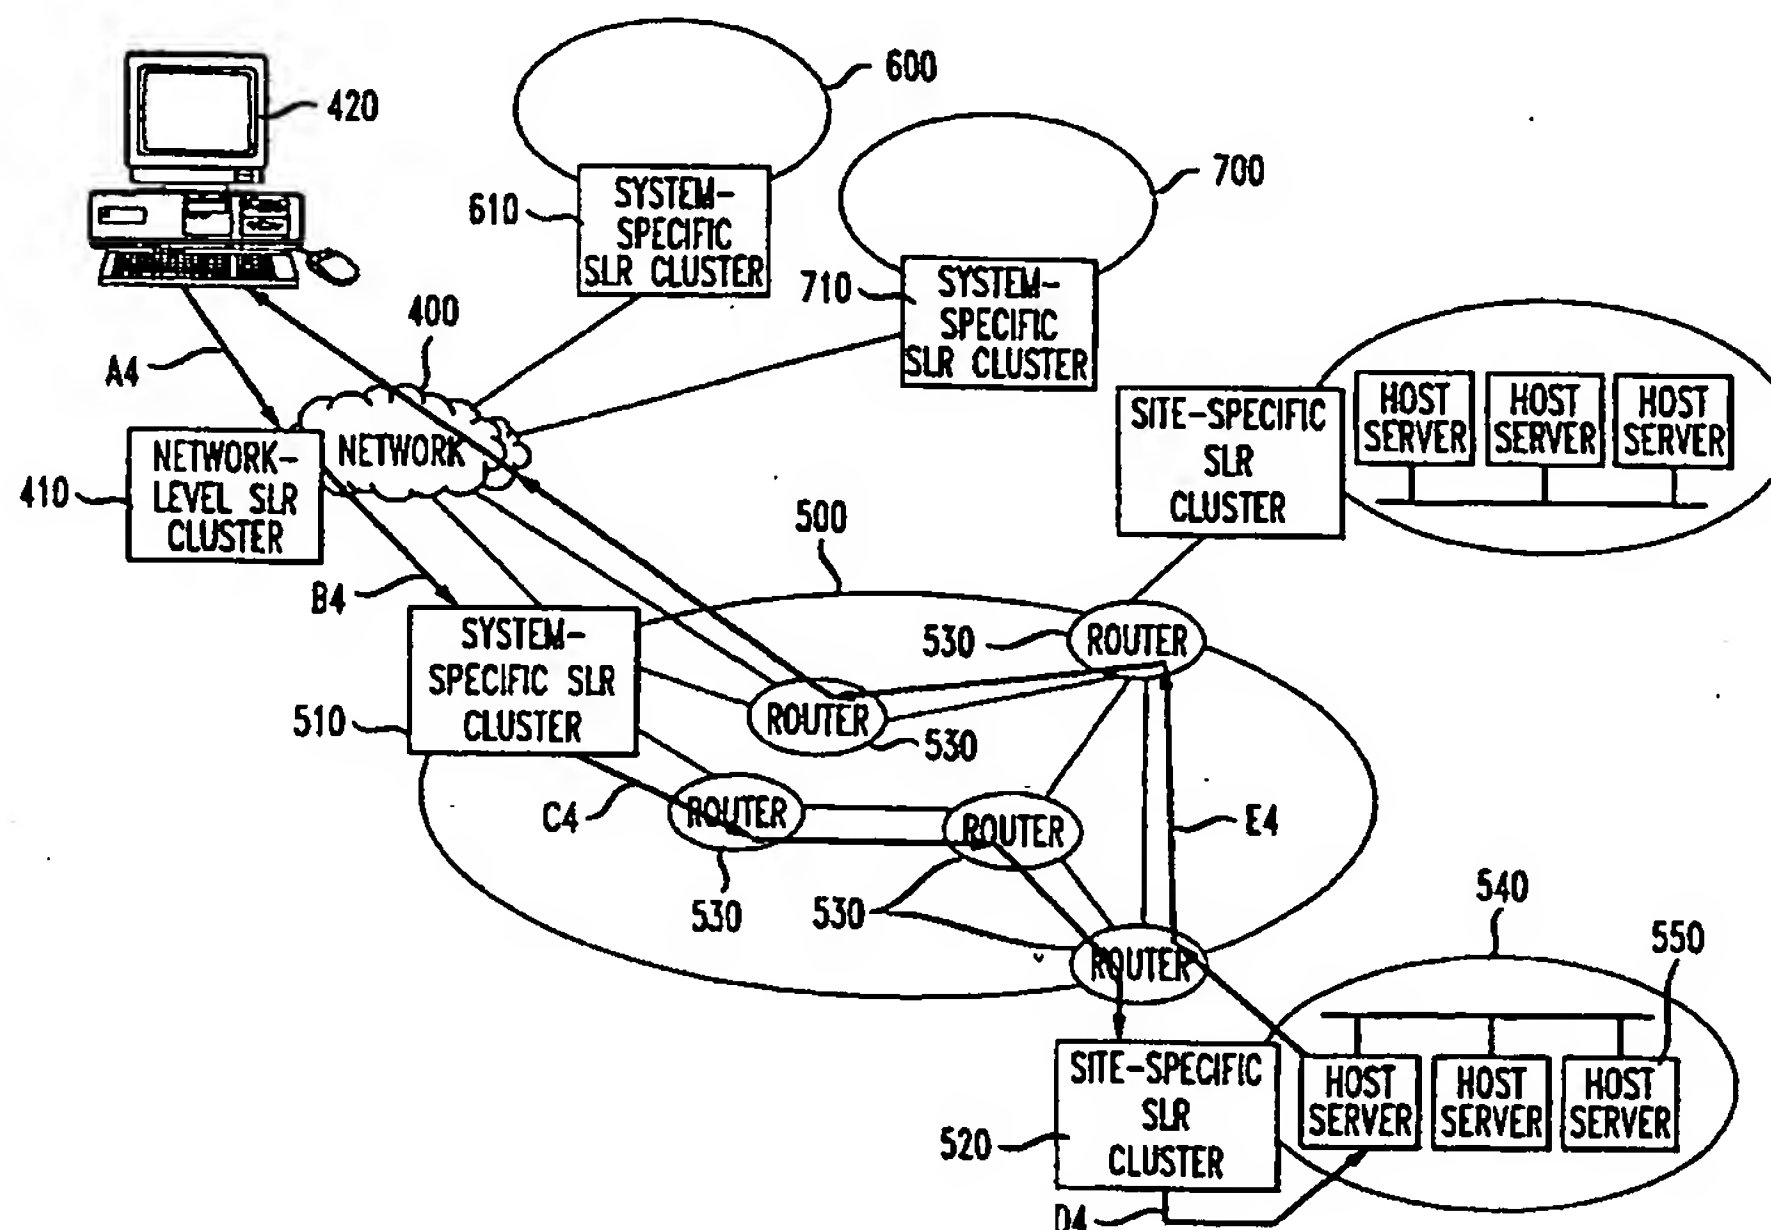 600
420
700
SYSTEM-
SPECIFIC
SLR CLUSTER
610
SYSTEM-
SPECIFIC
SLR CLUSTER
710
400
A4
NETWORK
NETWORK-
LEVEL SLR
CLUSTER
410
SITE-SPECIFIC
SLR
CLUSTER
HOST
SERVER
HOST
SERVER
HOST
SERVER
500
B4
SYSTEM-
SPECIFIC SLR
CLUSTER
510
530
ROUTER
ROUTER
530
C4
ROUTER
530
ROUTER
530
E4
ROUTER
540
550
SITE-SPECIFIC
SLR
CLUSTER
520
HOST
SERVER
HOST
SERVER
HOST
SERVER
D4